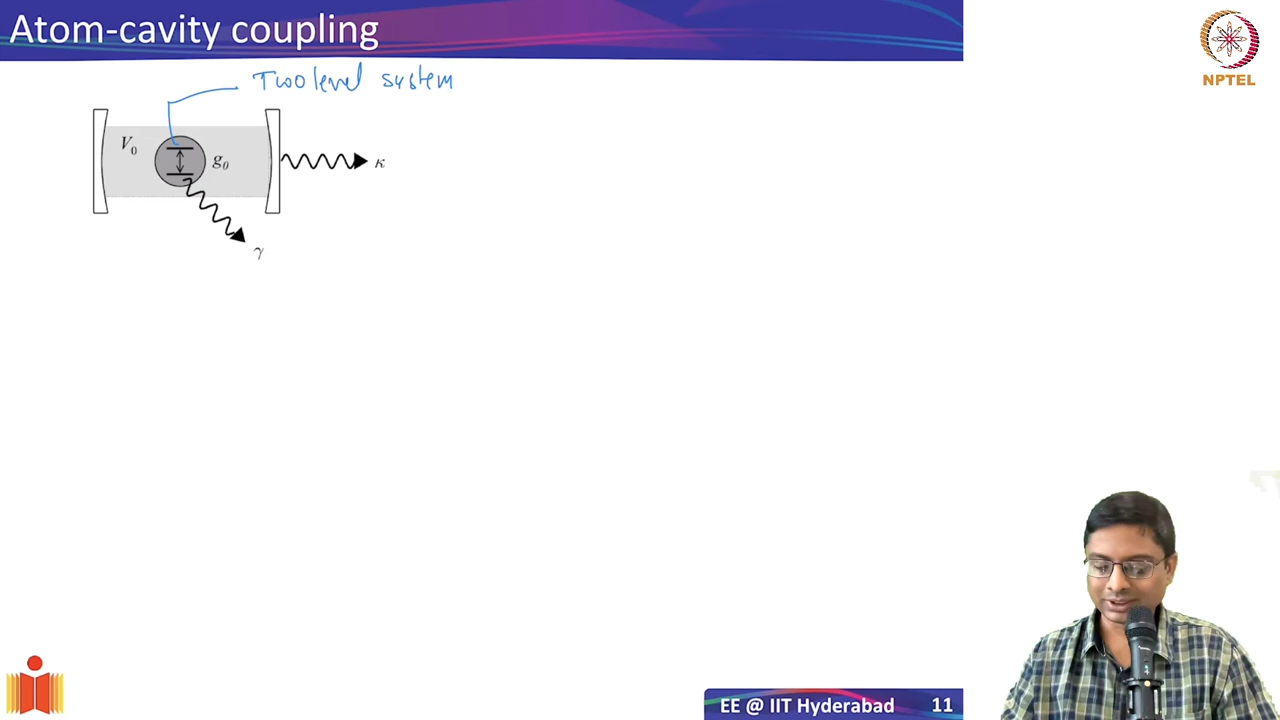 Atom-cavity coupling
NPTEL
Two level system
V₀
g₀
κ
γ
EE @ IIT Hyderabad 11